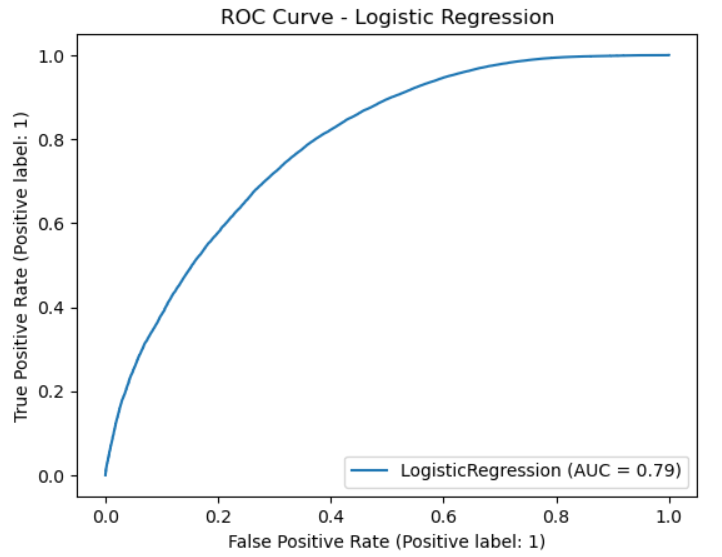 ROC Curve - Logistic Regression
True Positive Rate (Positive label: 1)
1.0
0.8
0.6
0.4
0.2
0.0
LogisticRegression (AUC = 0.79)
0.0 0.2 0.4 0.6 0.8 1.0
False Positive Rate (Positive label: 1)